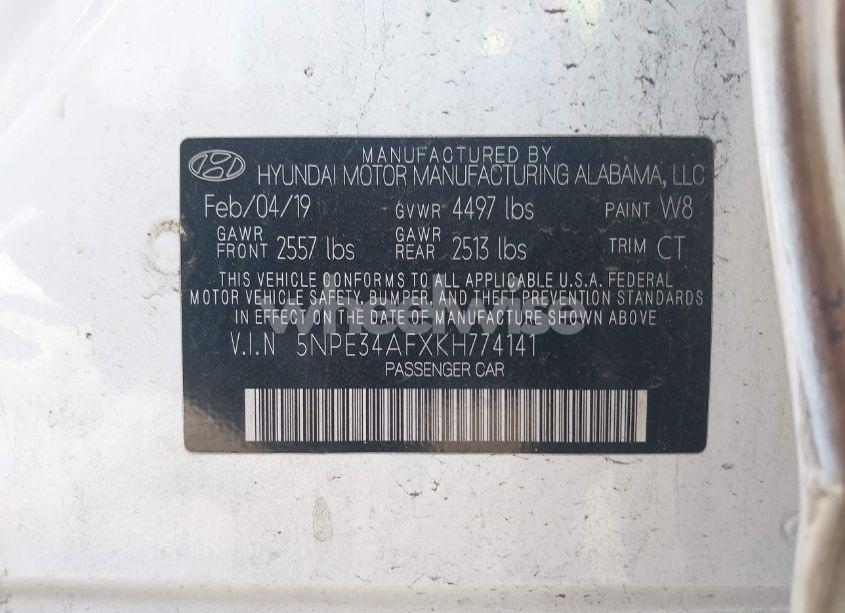 MANUFACTURED BY
HYUNDAI MOTOR MANUFACTURING ALABAMA, LLC
Feb/04/19 GVWR 4497 lbs PAINT W8
GAWR FRONT 2557 lbs GAWR REAR 2513 lbs TRIM CT
THIS VEHICLE CONFORMS TO ALL APPLICABLE U.S.A. FEDERAL
MOTOR VEHICLE SAFETY, BUMPER, AND THEFT PREVENTION STANDARDS
IN EFFECT ON THE DATE OF MANUFACTURE SHOWN ABOVE
wheelwise
V.I.N 5NPE34AFXKH774141
PASSENGER CAR